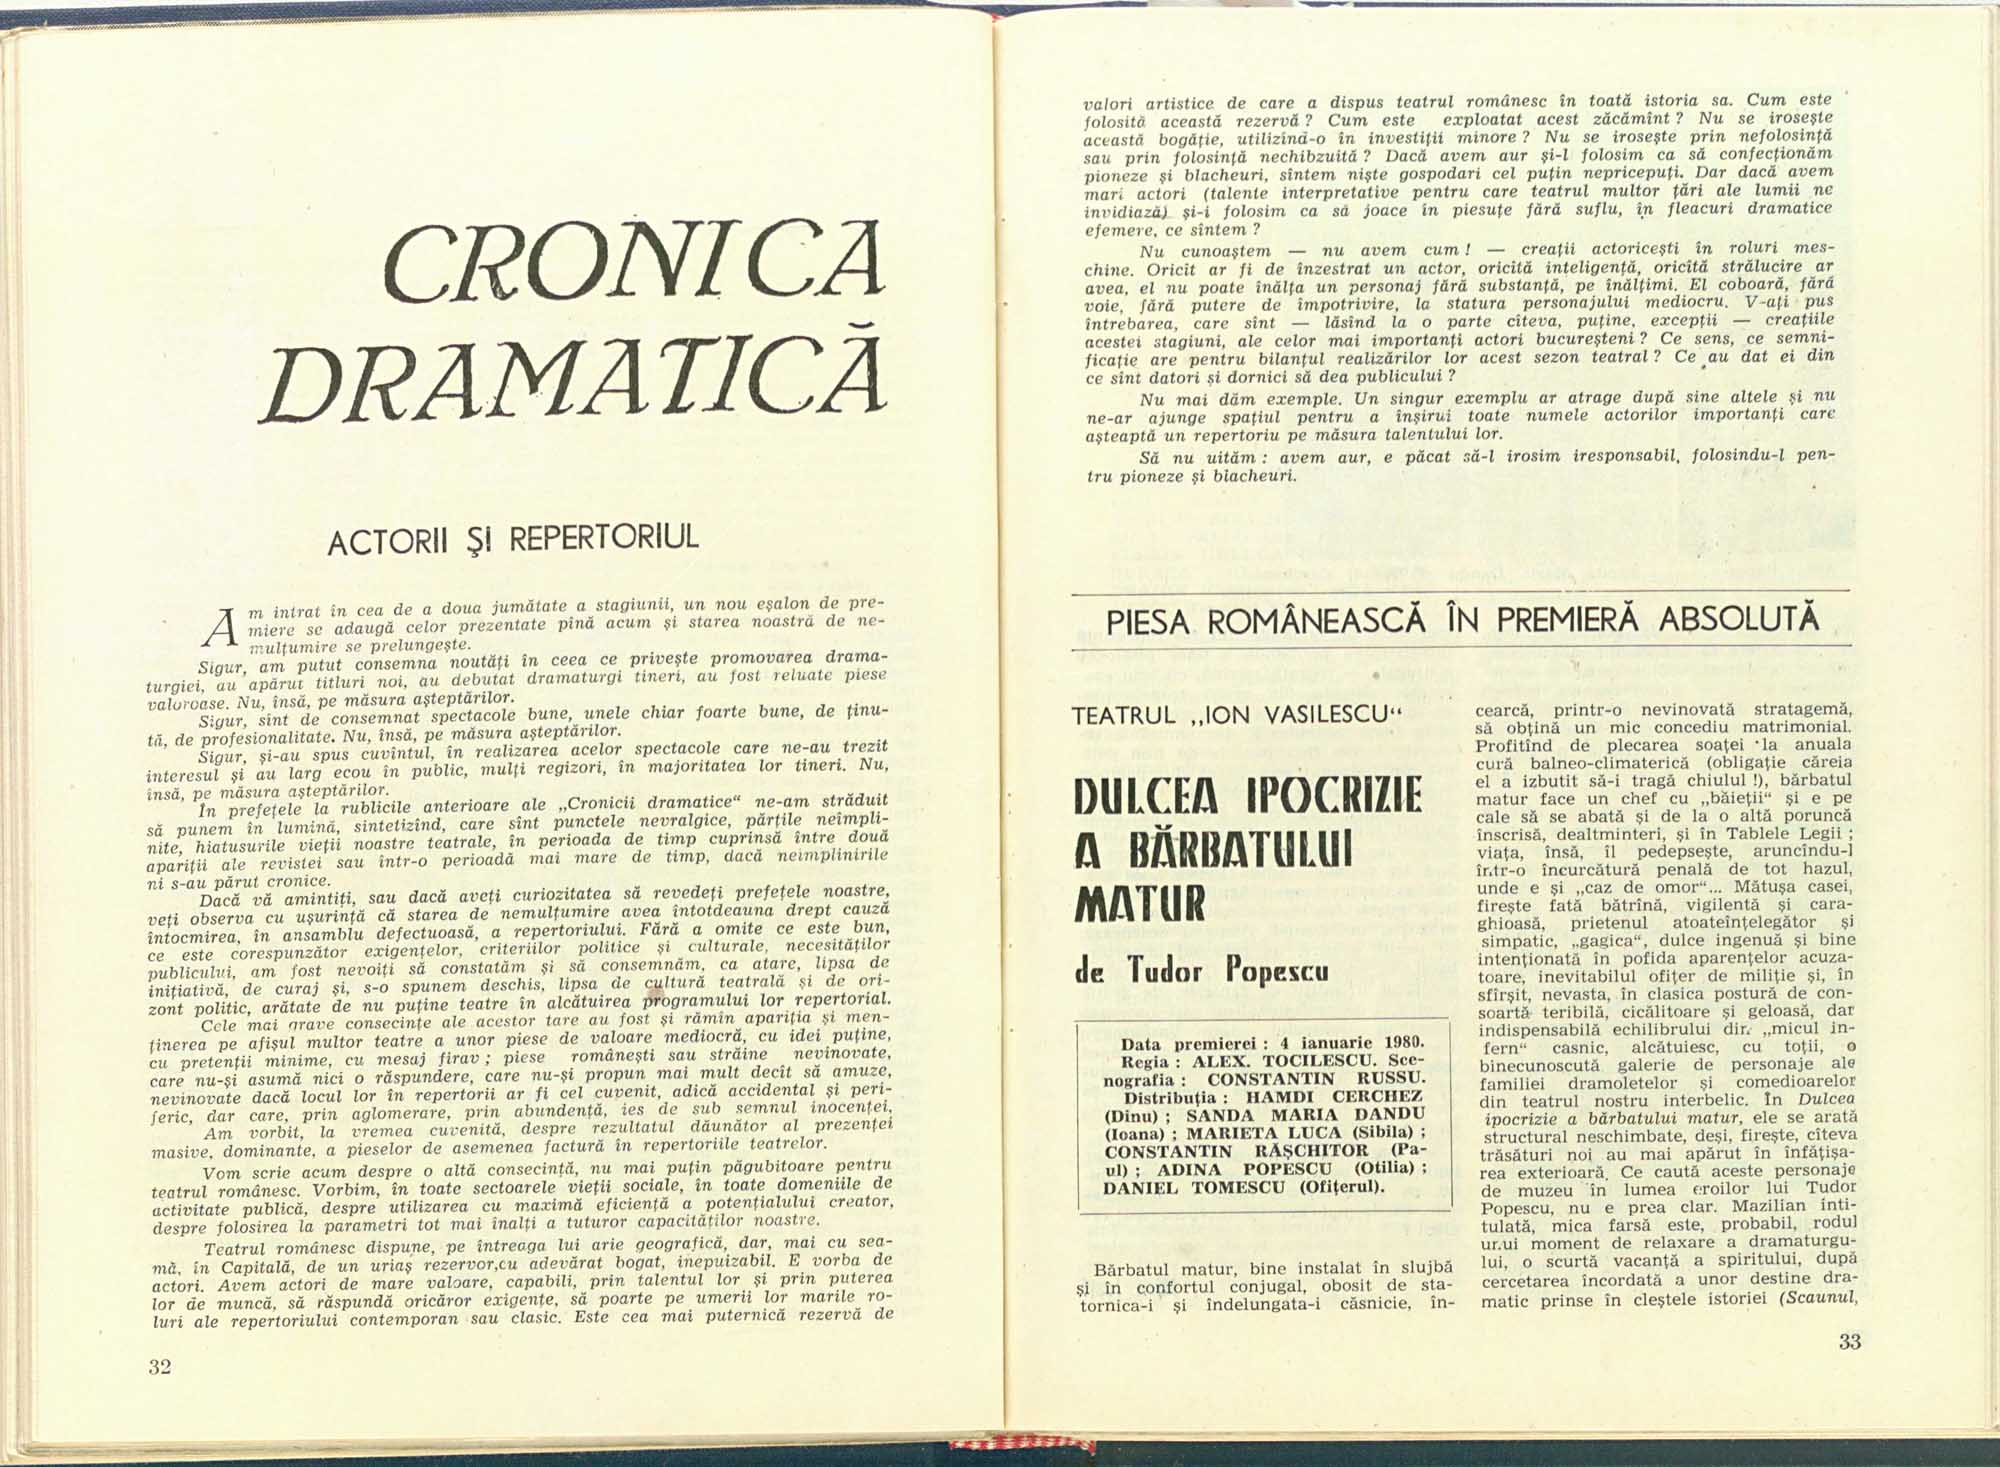 CRONICA
DRAMATICĂ
ACTORII ŞI REPERTORIUL
Am intrat în cea de a doua jumătate a stagiunii, un nou eşalon de pre-
miere se adaugă celor prezentate pînă acum şi starea noastră de ne-
mulţumire se prelungeşte.
Sigur, am putut consemna noutăţi în ceea ce priveşte promovarea drama-
turgiei, au apărut titluri noi, au debutat dramaturgi tineri, au fost reluate piese
valoroase. Nu, însă, pe măsura aşteptărilor.
Sigur, sînt de consemnat spectacole bune, unele chiar foarte bune, de ţinu-
tă, de profesionalitate. Nu, însă, pe măsura aşteptărilor.
Sigur, şi-au spus cuvîntul, în realizarea acelor spectacole care ne-au trezit
interesul şi au larg ecou în public, mulţi regizori, în majoritatea lor tineri. Nu,
însă, pe măsura aşteptărilor.
În prefeţele la rubricile anterioare ale „Cronicii dramatice“ ne-am străduit
să punem în lumină, sintetizînd, care sînt punctele nevralgice, părţile neîmpli-
nite, hiatusurile vieţii noastre teatrale, în perioada de timp cuprinsă între două
apariţii ale revistei sau într-o perioadă mai mare de timp, dacă neîmplinirile
ni s-au părut cronice.
Dacă vă amintiţi, sau dacă aveţi curiozitatea să revedeţi prefeţele noastre,
veţi observa cu uşurinţă că starea de nemulţumire avea întotdeauna drept cauză
întocmirea, în ansamblu defectuoasă, a repertoriului. Fără a omite ce este bun,
ce este corespunzător exigenţelor, criteriilor politice şi culturale, necesităţilor
publicului, am fost nevoiţi să constatăm şi să consemnăm, ca atare, lipsa de
iniţiativă, de curaj şi, s-o spunem deschis, lipsa de cultură teatrală şi de ori-
zont politic, arătate de nu puţine teatre în alcătuirea programului lor repertorial.
Cele mai grave consecinţe ale acestor tare au fost şi rămîn apariţia şi men-
ţinerea pe afişul multor teatre a unor piese de valoare mediocră, cu idei puţine,
cu pretenţii minime, cu mesaj firav ; piese româneşti sau străine nevinovate,
care nu-şi asumă nici o răspundere, care nu-şi propun mai mult decît să amuze,
nevinovate dacă locul lor în repertorii ar fi cel cuvenit, adică accidental şi peri-
feric, dar care, prin aglomerare, prin abundenţă, ies de sub semnul inocenţei,
Am vorbit, la vremea cuvenită, despre rezultatul dăunător al prezenţei
masive, dominante, a pieselor de asemenea factură în repertoriile teatrelor.
Vom scrie acum despre o altă consecinţă, nu mai puţin păgubitoare pentru
teatrul românesc. Vorbim, în toate sectoarele vieţii sociale, în toate domeniile de
activitate publică, despre utilizarea cu maximă eficienţă a potenţialului creator,
despre folosirea la parametri tot mai înalţi a tuturor capacităţilor noastre.
Teatrul românesc dispune, pe întreaga lui arie geografică, dar, mai cu sea-
mă, în Capitală, de un uriaş rezervor,cu adevărat bogat, inepuizabil. E vorba de
actori. Avem actori de mare valoare, capabili, prin talentul lor şi prin puterea
lor de muncă, să răspundă oricăror exigenţe, să poarte pe umerii lor marile ro-
luri ale repertoriului contemporan sau clasic. Este cea mai puternică rezervă de
32
valori artistice de care a dispus teatrul românesc în toată istoria sa. Cum este
folosită această rezervă ? Cum este exploatat acest zăcămînt ? Nu se iroseşte
această bogăţie, utilizînd-o în investiţii minore ? Nu se iroseşte prin nefolosinţă
sau prin folosinţă nechibzuită ? Dacă avem aur şi-l folosim ca să confecţionăm
pioneze şi blacheuri, sîntem nişte gospodari cel puţin nepricepuţi. Dar dacă avem
mari actori (talente interpretative pentru care teatrul multor ţări ale lumii ne
invidiază) şi-i folosim ca să joace în piesuţe fără suflu, în fleacuri dramatice
efemere, ce sîntem ?
Nu cunoaştem — nu avem cum ! — creaţii actoriceşti în roluri mes-
chine. Oricît ar fi de înzestrat un actor, oricîtă inteligenţă, oricîtă strălucire ar
avea, el nu poate înălţa un personaj fără substanţă, pe înălţimi. El coboară, fără
voie, fără putere de împotrivire, la statura personajului mediocru. V-aţi pus
întrebarea, care sînt — lăsînd la o parte cîteva, puţine, excepţii — creaţiile
acestei stagiuni, ale celor mai importanţi actori bucureşteni ? Ce sens, ce semni-
ficaţie are pentru bilanţul realizărilor lor acest sezon teatral ? Ce au dat ei din
ce sînt datori şi dornici să dea publicului ?
Nu mai dăm exemple. Un singur exemplu ar atrage după sine altele şi nu
ne-ar ajunge spaţiul pentru a înşirui toate numele actorilor importanţi care
aşteaptă un repertoriu pe măsura talentului lor.
Să nu uităm : avem aur, e păcat să-l irosim iresponsabil, folosindu-l pen-
tru pioneze şi blacheuri.
PIESA ROMÂNEASCĂ ÎN PREMIERĂ ABSOLUTĂ
TEATRUL „ION VASILESCU“
DULCEA IPOCRIZIE
A BĂRBATULUI
MATUR
de Tudor Popescu
Data premierei : 4 ianuarie 1980.
Regia : ALEX. TOCILESCU. Sce-
nografia : CONSTANTIN RUSSU.
Distribuţia : HAMDI CERCHEZ
(Dinu) ; SANDA MARIA DANDU
(Ioana) ; MARIETA LUCA (Sibila) ;
CONSTANTIN RĂŞCHITOR (Pa-
ul) ; ADINA POPESCU (Otilia) ;
DANIEL TOMESCU (Ofiţerul).
Bărbatul matur, bine instalat în slujbă
şi în confortul conjugal, obosit de sta-
tornica-i şi îndelungata-i căsnicie, în-
cearcă, printr-o nevinovată stratagemă,
să obţină un mic concediu matrimonial.
Profitînd de plecarea soaţei la anuala
cură balneo-climaterică (obligaţie căreia
el a izbutit să-i tragă chiulul !), bărbatul
matur face un chef cu „băieţii“ şi e pe
cale să se abată şi de la o altă poruncă
înscrisă, dealtminteri, şi în Tablele Legii ;
viaţa, însă, îl pedepseşte, aruncîndu-l
într-o încurcătură penală de tot hazul,
unde e şi „caz de omor“... Mătuşa casei,
fireşte fată bătrînă, vigilentă şi cara-
ghioasă, prietenul atoateînţelegător şi
simpatic, „gagica“, dulce ingenuă şi bine
intenţionată în pofida aparenţelor acuza-
toare, inevitabilul ofiţer de miliţie şi, în
sfîrşit, nevasta, în clasica postură de con-
soartă teribilă, cicălitoare şi geloasă, dar
indispensabilă echilibrului din „micul in-
fern“ casnic, alcătuiesc, cu toţii, o
binecunoscută galerie de personaje ale
familiei dramoletelor şi comedioarelor
din teatrul nostru interbelic. În Dulcea
ipocrizie a bărbatului matur, ele se arată
structural neschimbate, deşi, fireşte, cîteva
trăsături noi au mai apărut în înfăţişa-
rea exterioară. Ce caută aceste personaje
de muzeu în lumea eroilor lui Tudor
Popescu, nu e prea clar. Mazilian inti-
tulată, mica farsă este, probabil, rodul
unui moment de relaxare a dramaturgu-
lui, o scurtă vacanţă a spiritului, după
cercetarea încordată a unor destine dra-
matic prinse în cleştele istoriei (Scaunul,
33